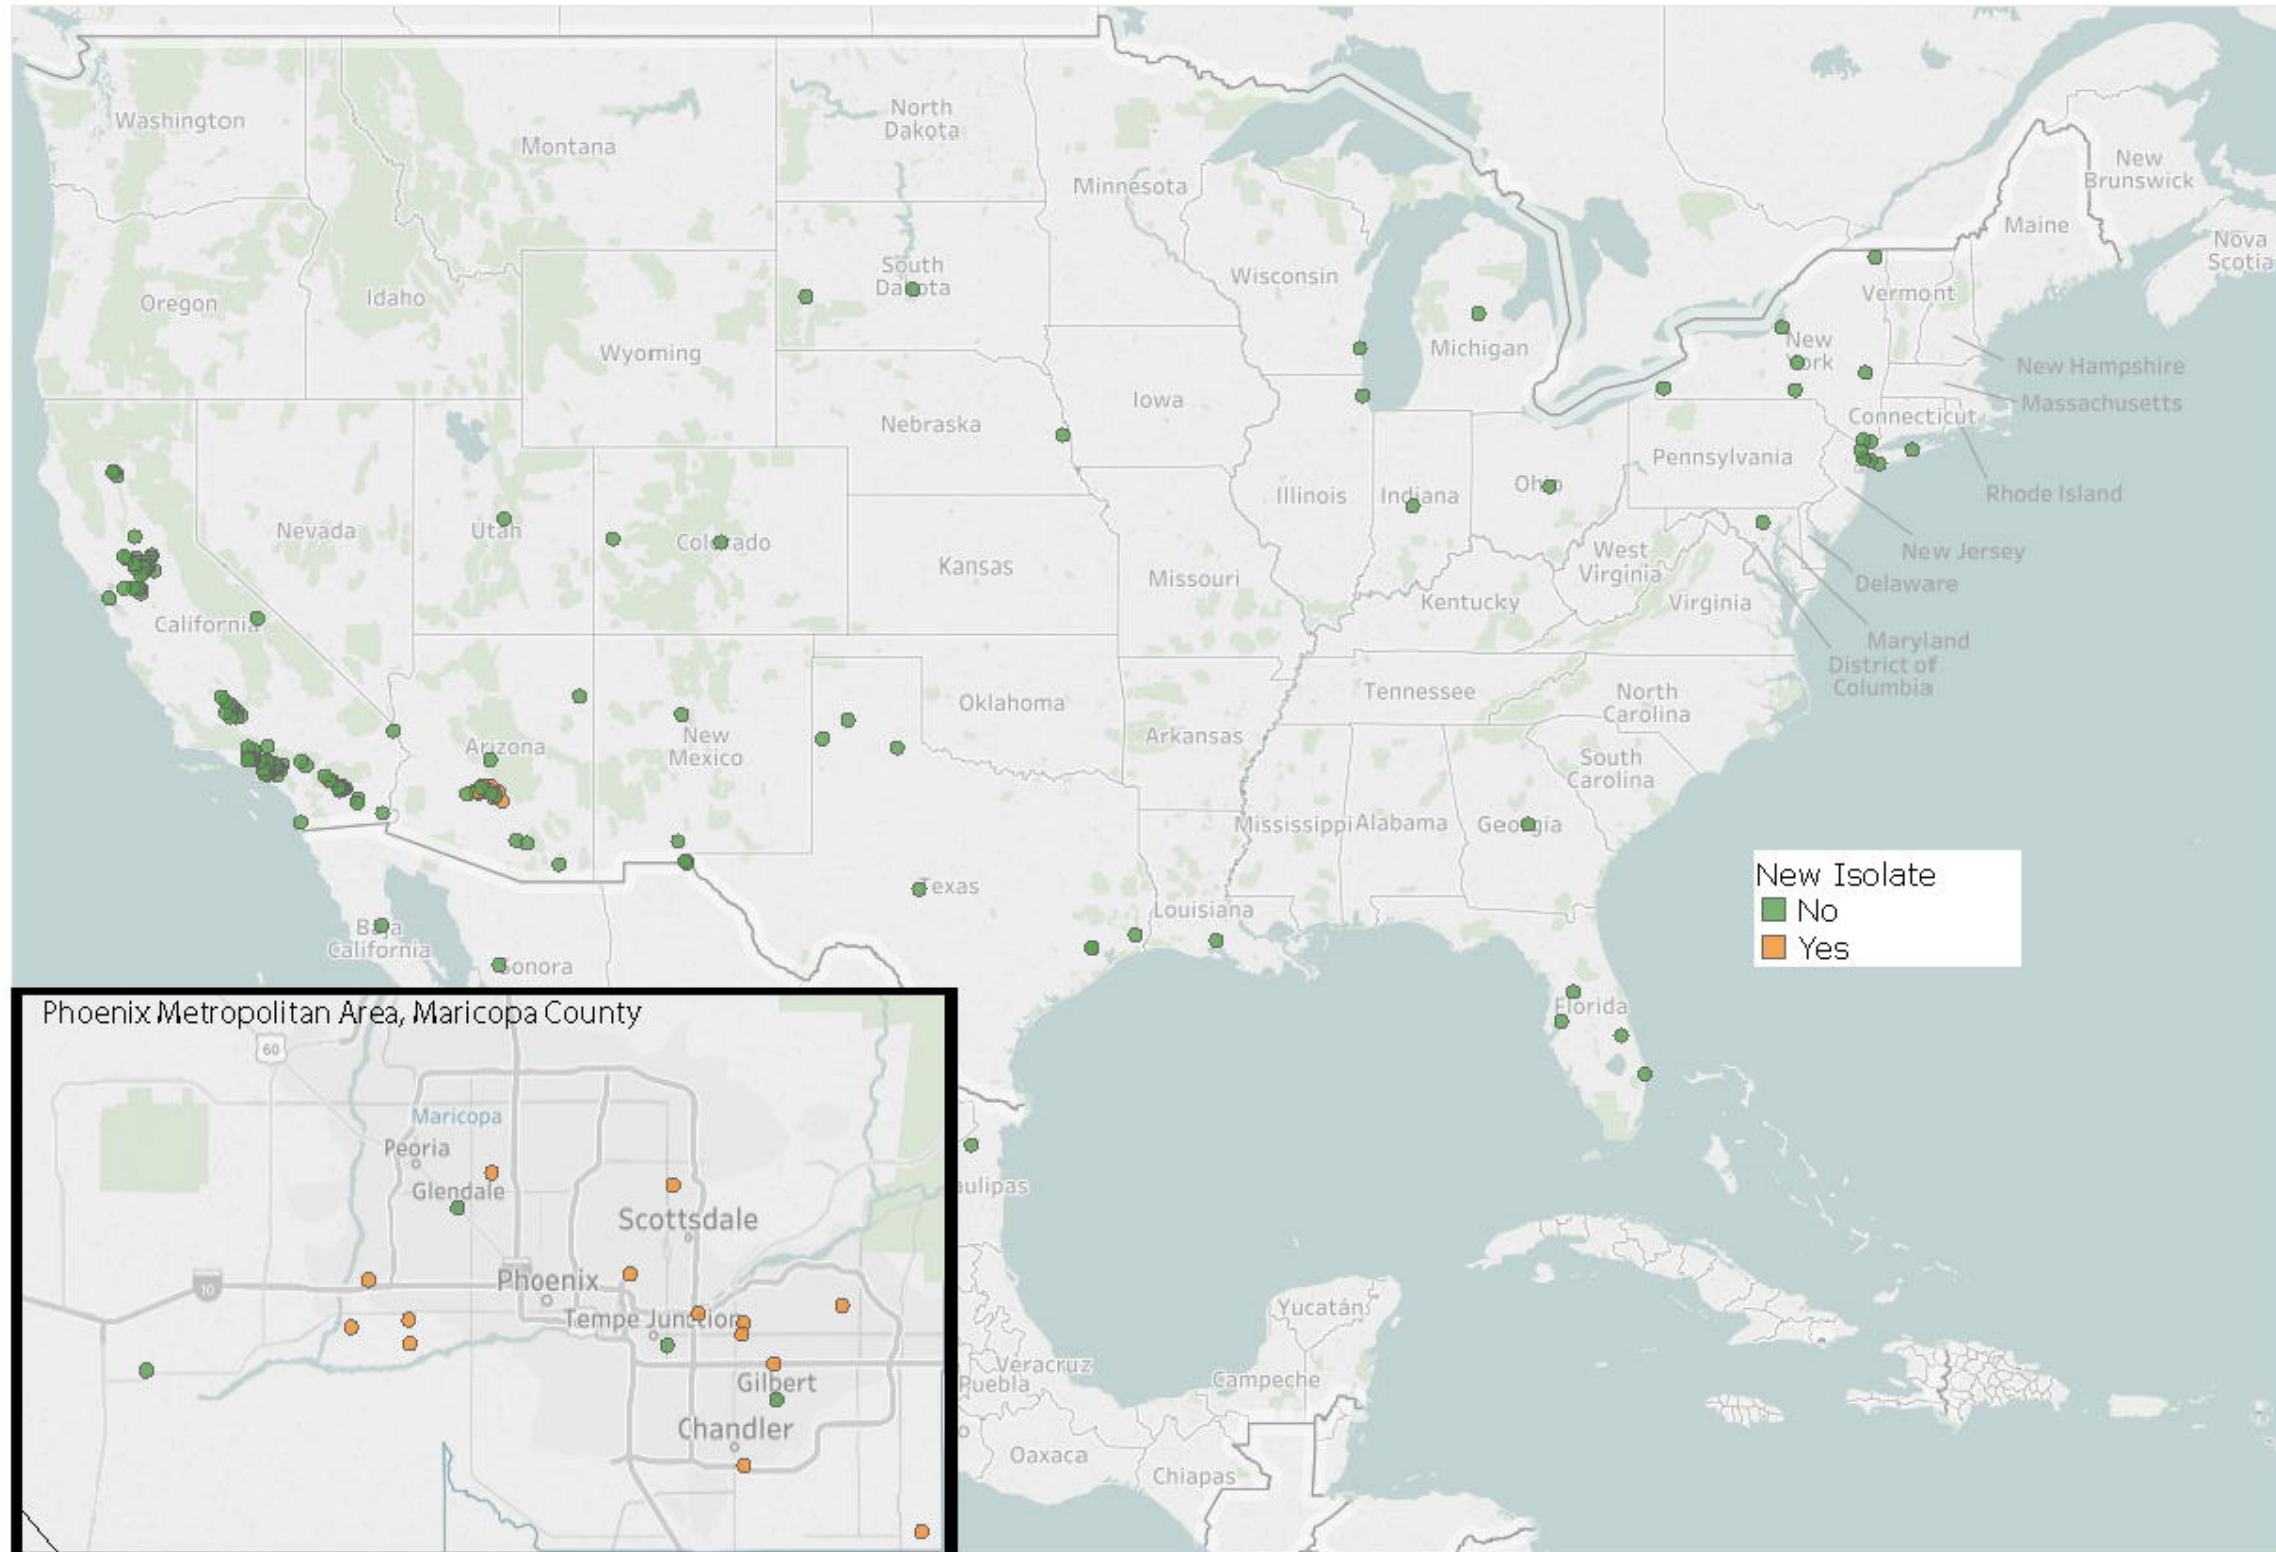 Washington
Montana
North
Dakota
Minnesota
New
Brunswick
Maine
Nova
Scotia
Oregon
Idaho
South
Dakota
Wisconsin
Vermont
Wyoming
Michigan
New
York
New Hampshire
Massachusetts
Iowa
Nebraska
Connecticut
Pennsylvania
Rhode Island
Nevada
Utah
Colorado
Illinois
Indiana
Ohio
New Jersey
Kansas
Missouri
West
Virginia
Delaware
California
Kentucky
Virginia
Maryland
District of
Columbia
Oklahoma
Tennessee
North
Carolina
Arizona
New
Mexico
Arkansas
South
Carolina
Mississippi
Alabama
Georgia
Texas
Louisiana
Baja
California
Sonora
Florida
New Isolate
No
Yes
Phoenix Metropolitan Area, Maricopa County
60
Maricopa
Peoria
Glendale
Scottsdale
10
Phoenix
Tempe Junction
Gilbert
Chandler
aulipas
Yucatán
Veracruz
Puebla
Campeche
Oaxaca
Chiapas